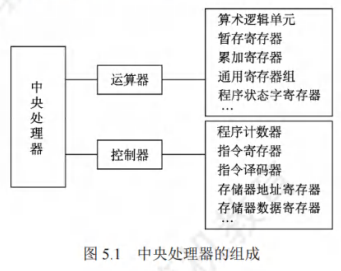 中央处理器
运算器
算术逻辑单元
暂存寄存器
累加寄存器
通用寄存器组
程序状态字寄存器
…
控制器
程序计数器
指令寄存器
指令译码器
存储器地址寄存器
存储器数据寄存器
…
图 5.1 中央处理器的组成